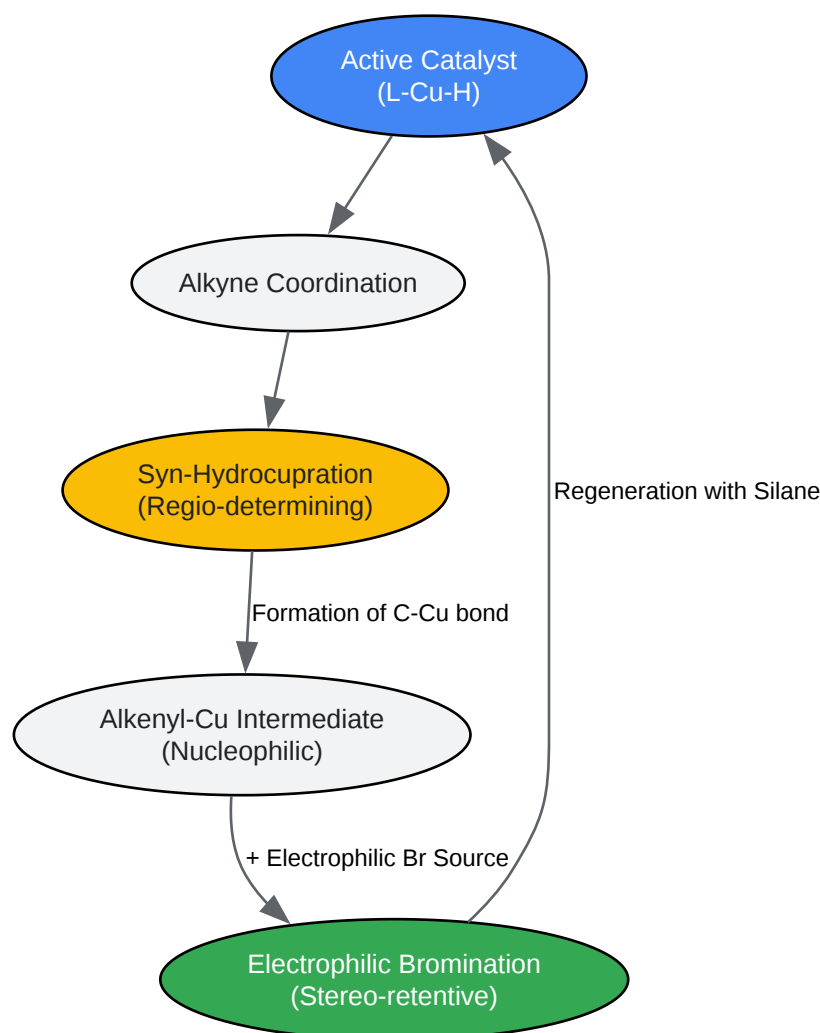 Active Catalyst
(L-Cu-H)
Alkyne Coordination
Syn-Hydrocupration
(Regio-determining)
Regeneration with Silane
Formation of C-Cu bond
Alkenyl-Cu Intermediate
(Nucleophilic)
+ Electrophilic Br Source
Electrophilic Bromination
(Stereo-retentive)